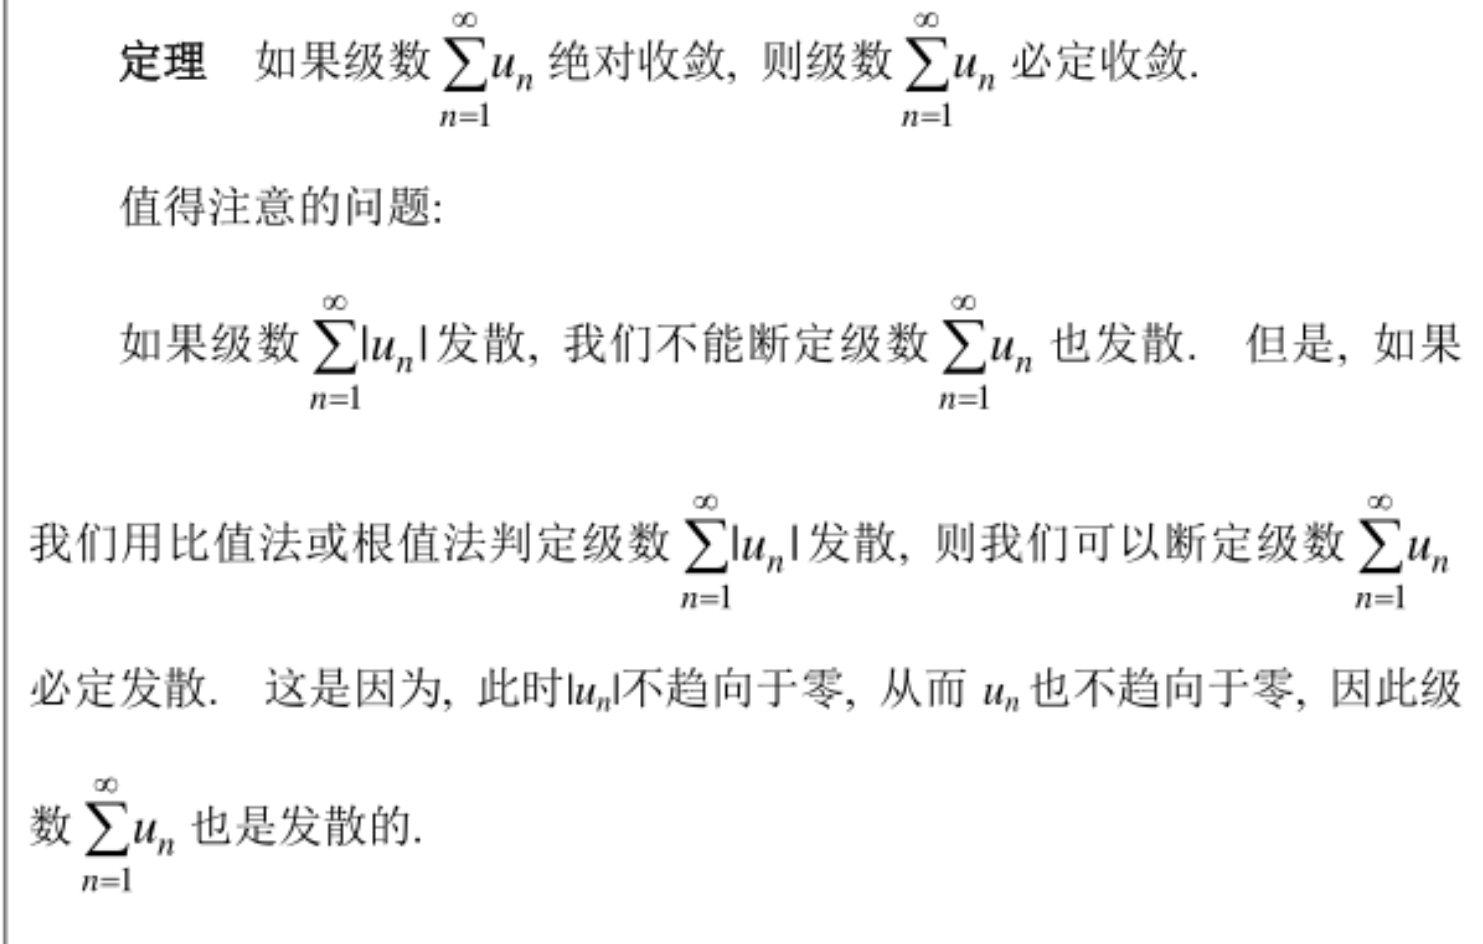 定理 如果级数 $\sum_{n=1}^{\infty} u_n$ 绝对收敛, 则级数 $\sum_{n=1}^{\infty} u_n$ 必定收敛.
值得注意的问题:
如果级数 $\sum_{n=1}^{\infty} |u_n|$ 发散, 我们不能断定级数 $\sum_{n=1}^{\infty} u_n$ 也发散. 但是, 如果
我们用比值法或根值法判定级数 $\sum_{n=1}^{\infty} |u_n|$ 发散, 则我们可以断定级数 $\sum_{n=1}^{\infty} u_n$
必定发散. 这是因为, 此时$|u_n|$不趋向于零, 从而 $u_n$ 也不趋向于零, 因此级
数 $\sum_{n=1}^{\infty} u_n$ 也是发散的.